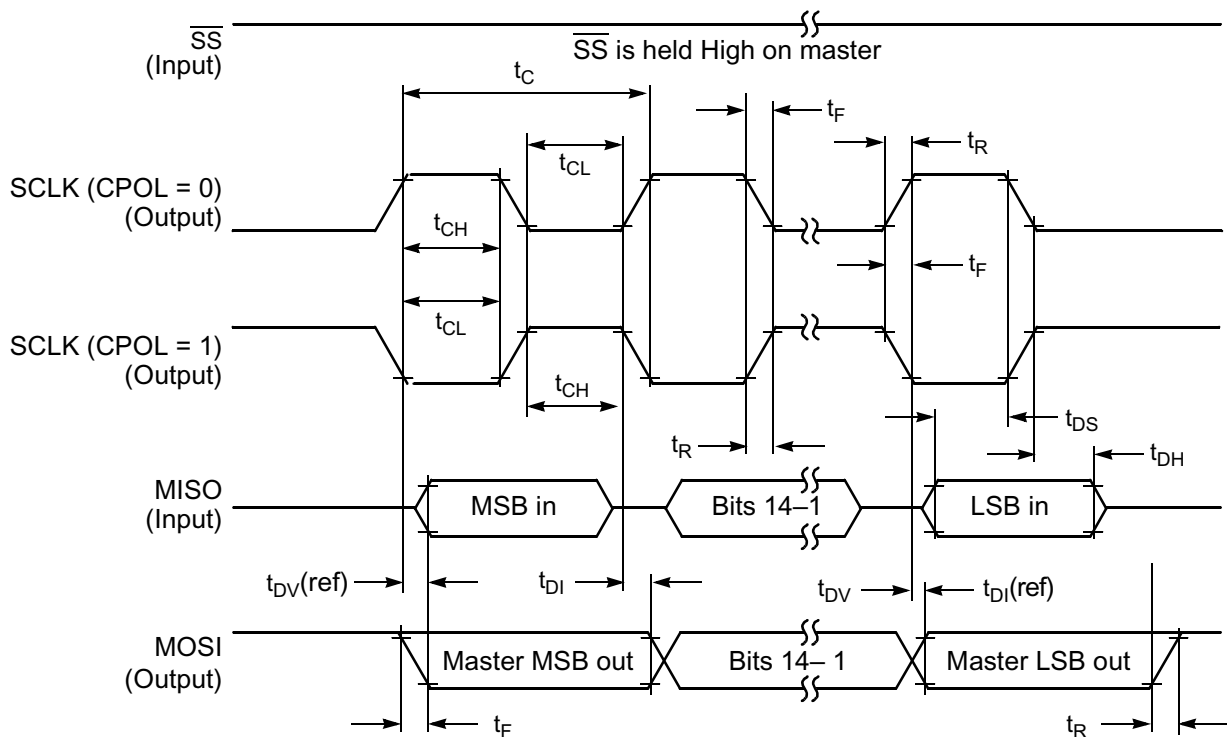 SS
(Input)
SS is held High on master
tC
tF
tR
tCL
SCLK (CPOL = 0)
(Output)
tCH
tF
tCL
SCLK (CPOL = 1)
(Output)
tCH
tDS
tR
tDH
MISO
(Input)
MSB in
Bits 14–1
LSB in
tDV(ref)
tDI
tDV
tDI(ref)
MOSI
(Output)
Master MSB out
Bits 14– 1
Master LSB out
tF
tR